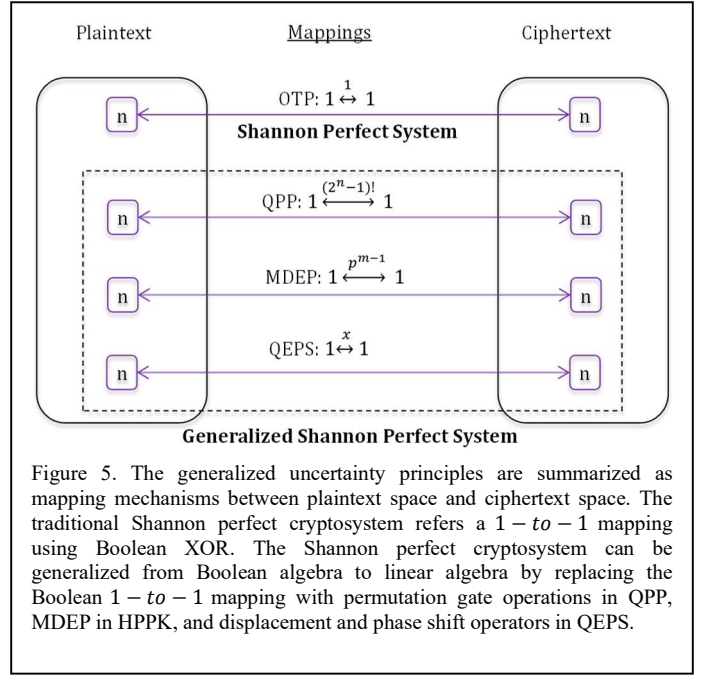 Plaintext Mappings Ciphertext
OTP: 1 ↔ 1 1
n n
Shannon Perfect System
QPP: 1 ⟷ 1 (2ⁿ−1)!
n n
MDEP: 1 ⟷ 1 pᵐ⁻¹
n n
QEPS: 1↔ 1 x
n n
Generalized Shannon Perfect System
Figure 5. The generalized uncertainty principles are summarized as
mapping mechanisms between plaintext space and ciphertext space. The
traditional Shannon perfect cryptosystem refers a 1 − to − 1 mapping
using Boolean XOR. The Shannon perfect cryptosystem can be
generalized from Boolean algebra to linear algebra by replacing the
Boolean 1 − to − 1 mapping with permutation gate operations in QPP,
MDEP in HPPK, and displacement and phase shift operators in QEPS.